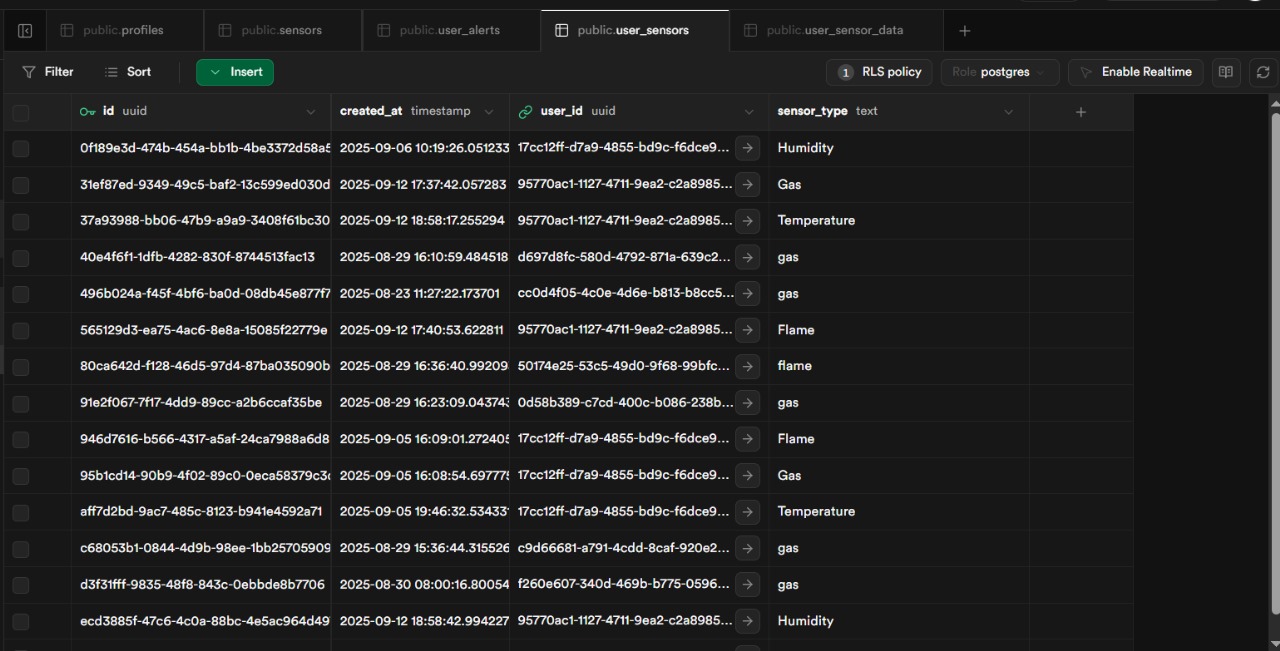 public.profiles public.sensors public.user_alerts public.user_sensors public.user_sensor_data
Filter Sort Insert 1 RLS policy Role postgres Enable Realtime
id uuid created_at timestamp user_id uuid sensor_type text
0f189e3d-474b-454a-bb1b-4be3372d58a5 2025-09-06 10:19:26.051233 17cc12ff-d7a9-4855-bd9c-f6dce9... Humidity
31ef87ed-9349-49c5-baf2-13c599ed030d 2025-09-12 17:37:42.057283 95770ac1-1127-4711-9ea2-c2a8985... Gas
37a93988-bb06-47b9-a9a9-3408f61bc30 2025-09-12 18:58:17.255294 95770ac1-1127-4711-9ea2-c2a8985... Temperature
40e4f6f1-1dfb-4282-830f-8744513fac13 2025-08-29 16:10:59.484518 d697d8fc-580d-4792-871a-639c2... gas
496b024a-f45f-4bf6-ba0d-08db45e877f7 2025-08-23 11:27:22.173701 cc0d4f05-4c0e-4d6e-b813-b8cc5... gas
565129d3-ea75-4ac6-8e8a-15085f22779e 2025-09-12 17:40:53.622811 95770ac1-1127-4711-9ea2-c2a8985... Flame
80ca642d-f128-46d5-97d4-87ba035090b 2025-08-29 16:36:40.992093 50174e25-53c5-49d0-9f68-99bfc... flame
91e2f067-7f17-4dd9-89cc-a2b6ccaf35be 2025-08-29 16:23:09.043743 0d58b389-c7cd-400c-b086-238b... gas
946d7616-b566-4317-a5af-24ca7988a6d8 2025-09-05 16:09:01.272405 17cc12ff-d7a9-4855-bd9c-f6dce9... Flame
95b1cd14-90b9-4f02-89c0-0eca58379c3 2025-09-05 16:08:54.697775 17cc12ff-d7a9-4855-bd9c-f6dce9... Gas
aff7d2bd-9ac7-485c-8123-b941e4592a71 2025-09-05 19:46:32.53433 17cc12ff-d7a9-4855-bd9c-f6dce9... Temperature
c68053b1-0844-4d9b-98ee-1bb25705909 2025-08-29 15:36:44.315526 c9d66681-a791-4cdd-8caf-920e2... gas
d3f31fff-9835-48f8-843c-0ebbde8b7706 2025-08-30 08:00:16.80054 f260e607-340d-469b-b775-0596... gas
ecd3885f-47c6-4c0a-88bc-4e5ac964d49 2025-09-12 18:58:42.994227 95770ac1-1127-4711-9ea2-c2a8985... Humidity